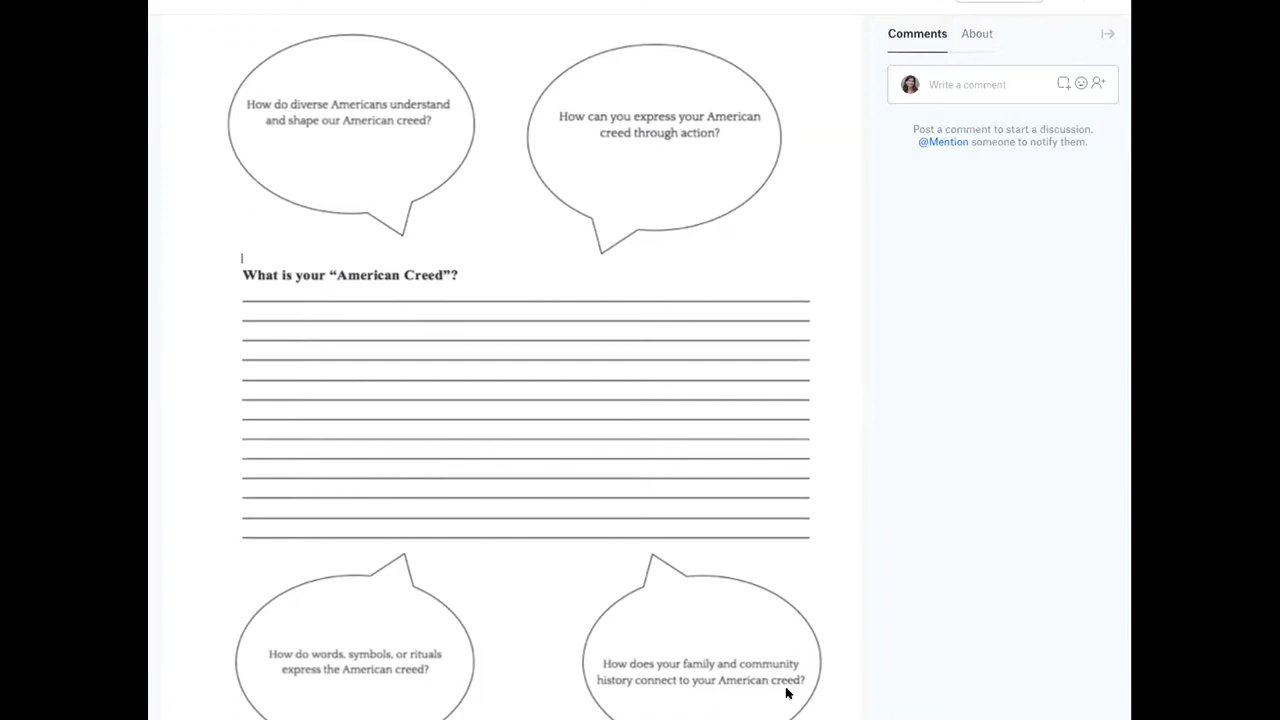 Comments About
Write a comment
Post a comment to start a discussion.
@Mention someone to notify them.
How do diverse Americans understand
and shape our American creed?
How can you express your American
creed through action?
What is your “American Creed”?
How do words, symbols, or rituals
express the American creed?
How does your family and community
history connect to your American creed?